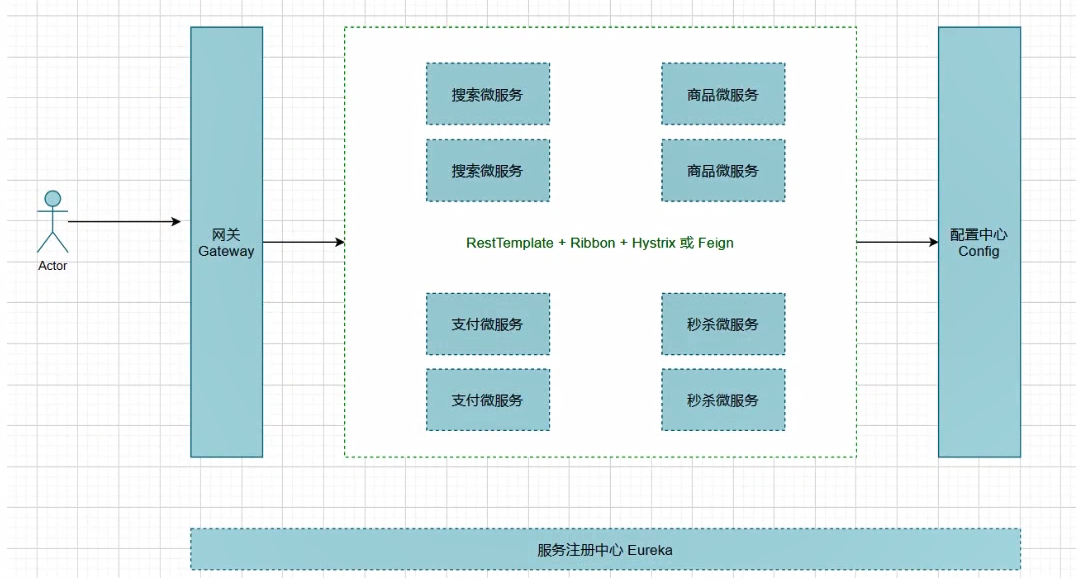 搜索微服务
商品微服务
搜索微服务
商品微服务
Actor
网关
Gateway
RestTemplate + Ribbon + Hystrix 或 Feign
配置中心
Config
支付微服务
秒杀微服务
支付微服务
秒杀微服务
服务注册中心 Eureka